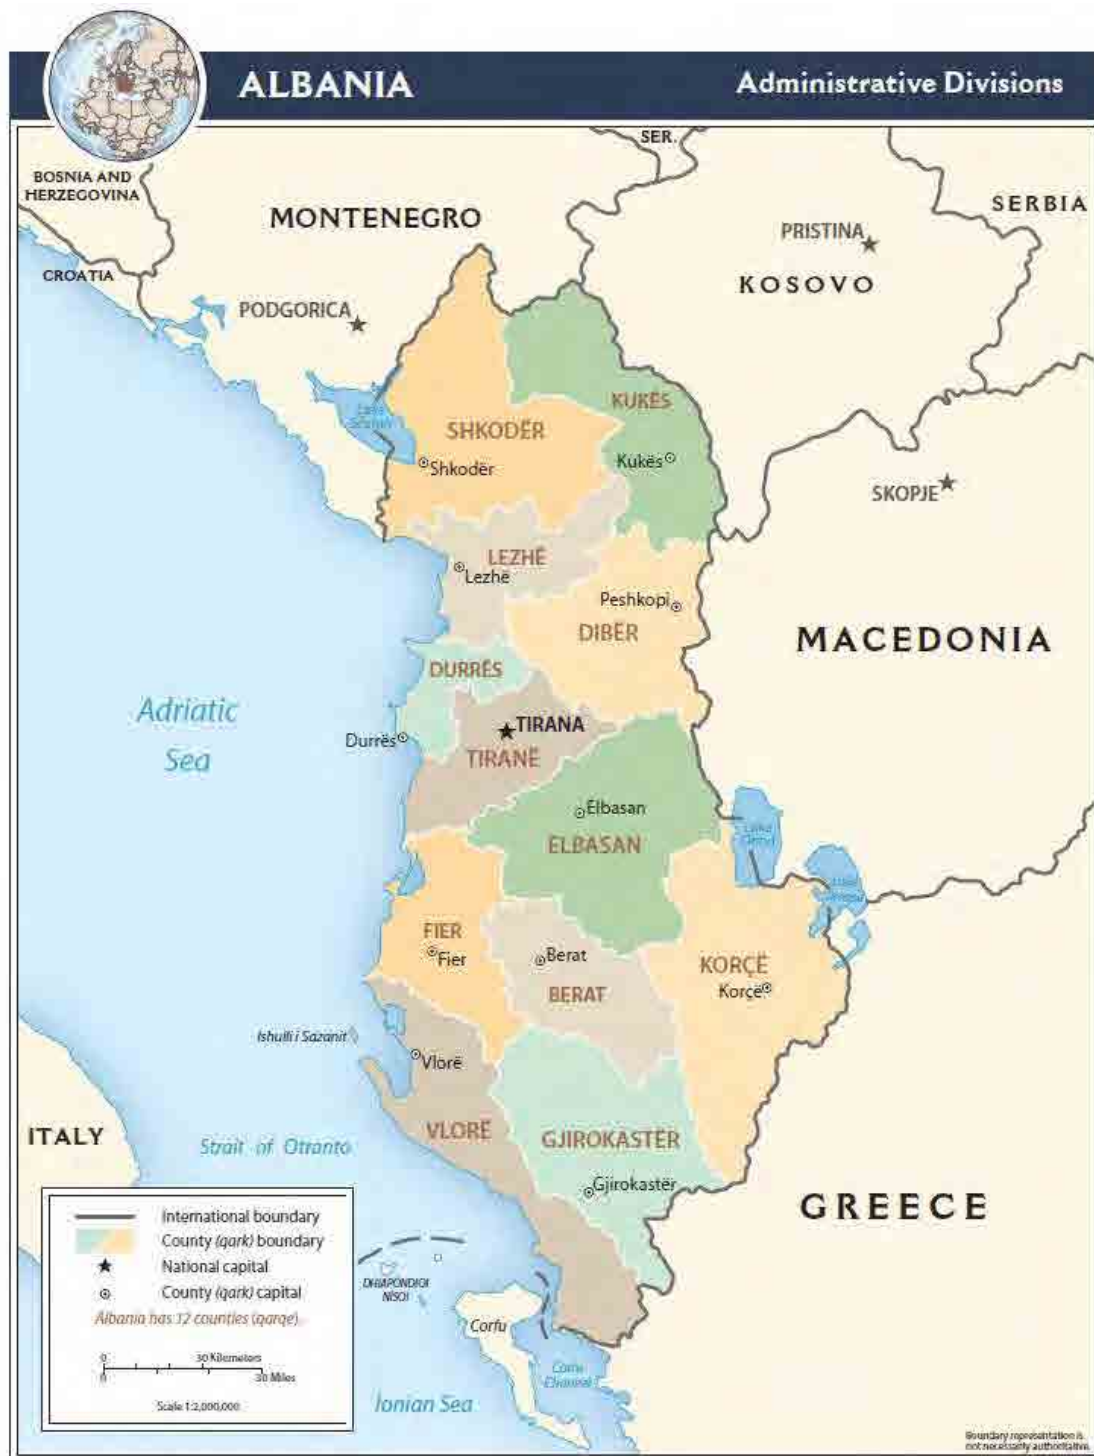 ALBANIA
Administrative Divisions
SER.
BOSNIA AND
HERZEGOVINA
MONTENEGRO
SERBIA
PRISTINA
CROATIA
KOSOVO
PODGORICA
KUKËS
SHKODËR
Shkodër
Kukës
SKOPJE
LEZHË
Lezhë
Peshkopi
DIBËR
MACEDONIA
DURRËS
Adriatic
Sea
TIRANA
Durrës
TIRANË
Elbasan
ELBASAN
FIER
Fier
Berat
KORÇË
Korçë
BERAT
Ishulli i Sazanit
Vlorë
ITALY
VLORË
Strait of Otranto
GJIROKASTËR
Gjirokastër
GREECE
International boundary
County (qark) boundary
National capital
County (qark) capital
Albania has 12 counties (qarqe).
0 30 Kilometers
0 30 Miles
Scale 1:2,000,000
DHIAPONDIOI
NÍSOI
Corfu
Ionian Sea
Boundary representation is
not necessarily authoritative.